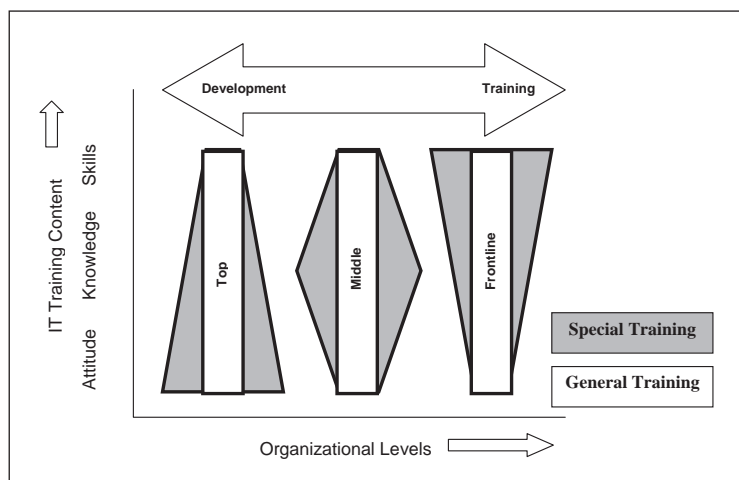 Development
Training
IT Training Content
Skills
Knowledge
Attitude
Top
Middle
Frontline
Special Training
General Training
Organizational Levels